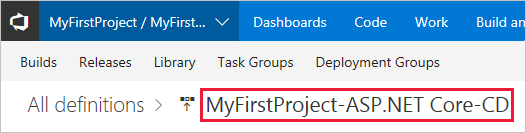 MyFirstProject / MyFirst... Dashboards Code Work Build an
Builds Releases Library Task Groups Deployment Groups
All definitions > MyFirstProject-ASP.NET Core-CD